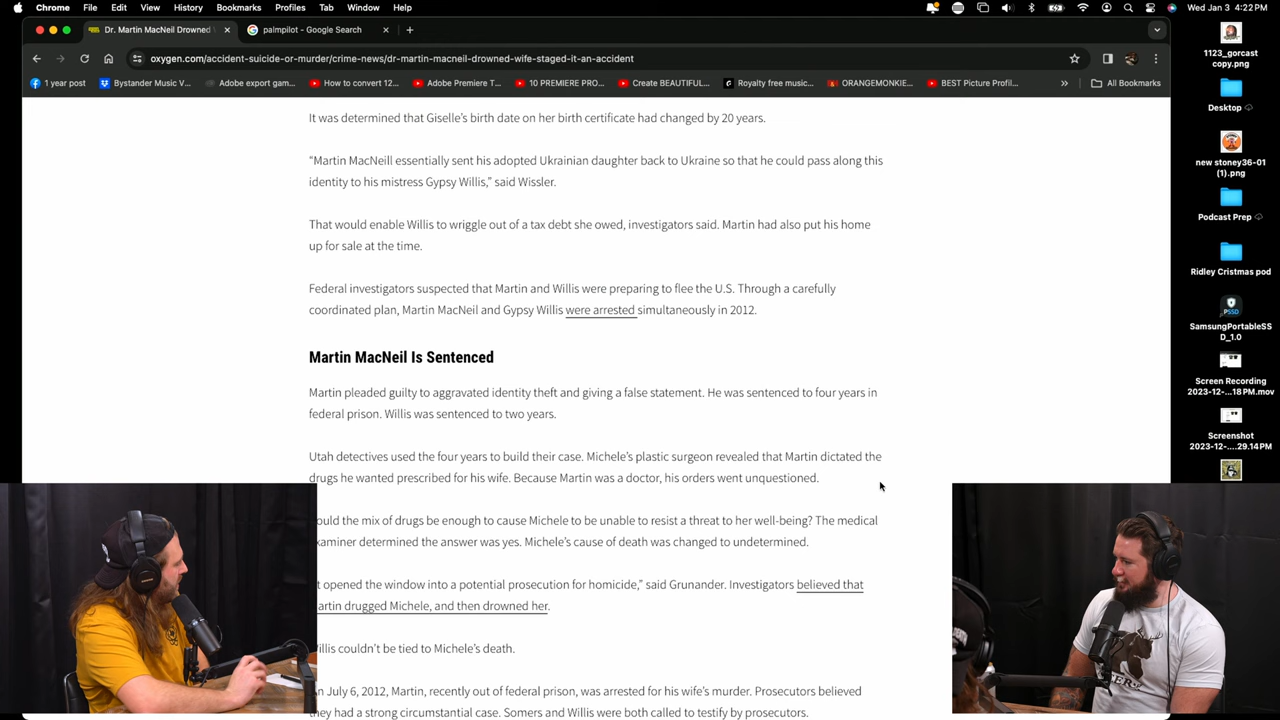 Chrome File Edit View History Bookmarks Profiles Tab Window Help
Wed Jan 3 4:22 PM
Dr. Martin MacNeil Drowned
palmpilot - Google Search
oxygen.com/accident-suicide-or-murder/crime-news/dr-martin-macneil-drowned-wife-staged-it-an-accident
1 year post Bystander Music V... Adobe export gam... How to convert 12... Adobe Premiere T... 10 PREMIERE PRO... Create BEAUTIFUL... Royalty free music... ORANGEMONKIE... BEST Picture Profil... » All Bookmarks
It was determined that Giselle’s birth date on her birth certificate had changed by 20 years.
“Martin MacNeill essentially sent his adopted Ukrainian daughter back to Ukraine so that he could pass along this
identity to his mistress Gypsy Willis,” said Wissler.
That would enable Willis to wriggle out of a tax debt she owed, investigators said. Martin had also put his home
up for sale at the time.
Federal investigators suspected that Martin and Willis were preparing to flee the U.S. Through a carefully
coordinated plan, Martin MacNeil and Gypsy Willis were arrested simultaneously in 2012.
Martin MacNeil Is Sentenced
Martin pleaded guilty to aggravated identity theft and giving a false statement. He was sentenced to four years in
federal prison. Willis was sentenced to two years.
Utah detectives used the four years to build their case. Michele’s plastic surgeon revealed that Martin dictated the
drugs he wanted prescribed for his wife. Because Martin was a doctor, his orders went unquestioned.
ould the mix of drugs be enough to cause Michele to be unable to resist a threat to her well-being? The medical
xaminer determined the answer was yes. Michele’s cause of death was changed to undetermined.
t opened the window into a potential prosecution for homicide,” said Grunander. Investigators believed that
artin drugged Michele, and then drowned her.
illis couldn’t be tied to Michele’s death.
n July 6, 2012, Martin, recently out of federal prison, was arrested for his wife’s murder. Prosecutors believed
hey had a strong circumstantial case. Somers and Willis were both called to testify by prosecutors.
1123_gorcast
copy.png
Desktop
new stoney36-01
(1).png
Podcast Prep
Ridley Cristmas pod
PSSD
SamsungPortableSS
D_1.0
Screen Recording
2023-12-...18 PM.mov
Screenshot
2023-12-....29.14PM